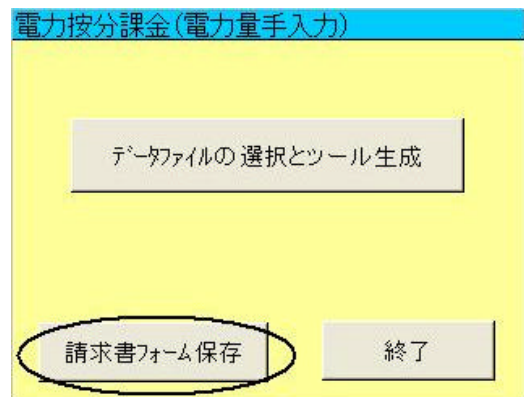 電力按分課金(電力量手入力)
ﾃﾞｰﾀﾌｧｲﾙの選択とツール生成
請求書ﾌｫｰﾑ保存
終了